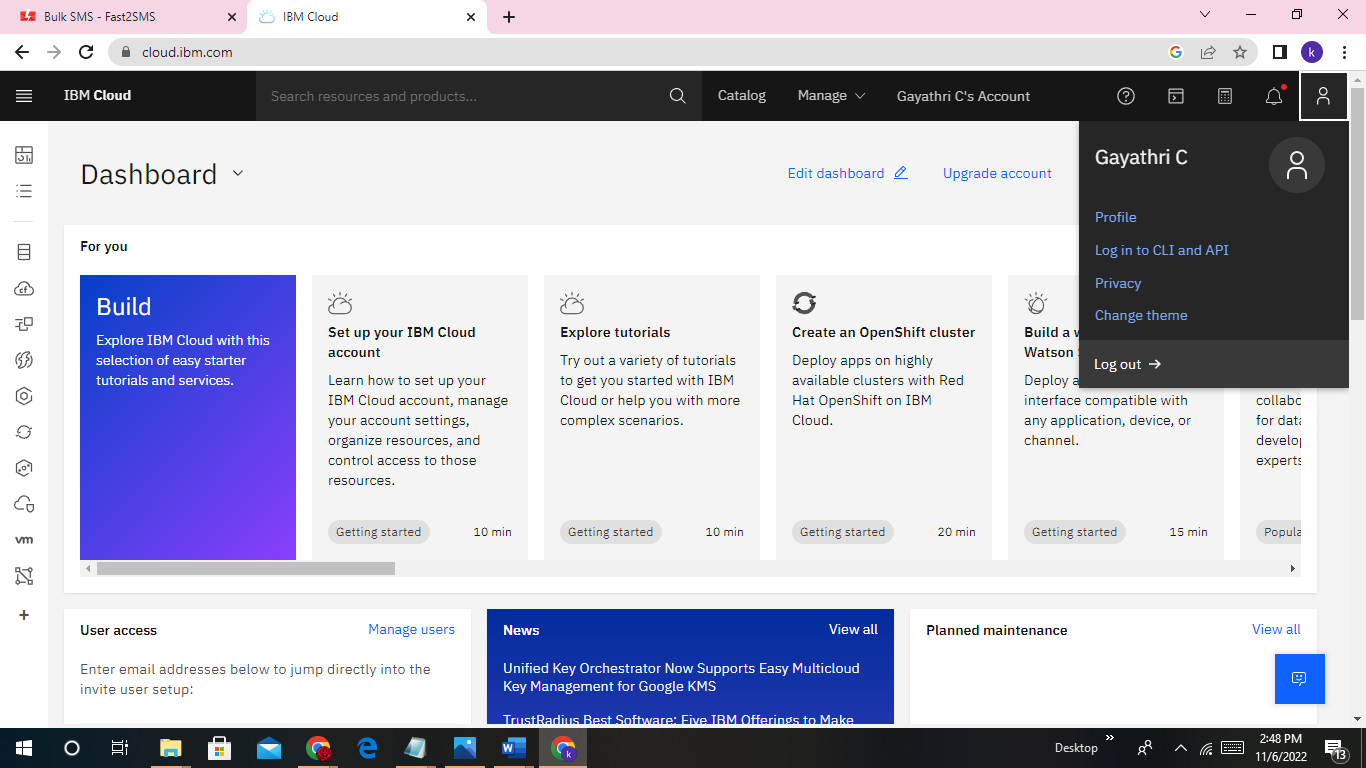 Bulk SMS - Fast2SMS
IBM Cloud
cloud.ibm.com
k
IBM Cloud
Search resources and products...
Catalog
Manage
Gayathri C's Account
Gayathri C
Profile
Log in to CLI and API
Privacy
Change theme
Log out →
Dashboard
Edit dashboard
Upgrade account
For you
Build
Explore IBM Cloud with this
selection of easy starter
tutorials and services.
Set up your IBM Cloud
account
Learn how to set up your
IBM Cloud account, manage
your account settings,
organize resources, and
control access to those
resources.
Getting started
10 min
Explore tutorials
Try out a variety of tutorials
to get you started with IBM
Cloud or help you with more
complex scenarios.
Getting started
10 min
Create an OpenShift cluster
Deploy apps on highly
available clusters with Red
Hat OpenShift on IBM
Cloud.
Getting started
20 min
Build a
Watson
Deploy
interface compatible with
any application, device, or
channel.
Getting started
15 min
for
experts
cf
vm
User access
Manage users
Enter email addresses below to jump directly into the
invite user setup:
News
View all
Unified Key Orchestrator Now Supports Easy Multicloud
Key Management for Google KMS
TrustRadius Best Software: Five IBM Offerings to Make
Planned maintenance
View all
Desktop
2:48 PM
11/6/2022
13